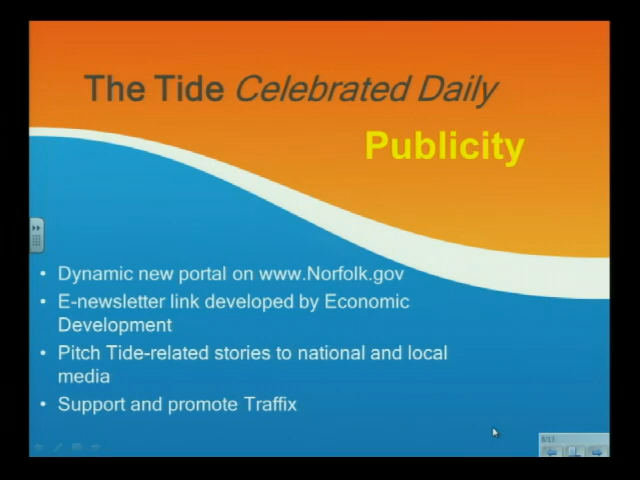 The Tide Celebrated Daily
Publicity
• Dynamic new portal on www.Norfolk.gov
• E-newsletter link developed by Economic
Development
• Pitch Tide-related stories to national and local
media
• Support and promote Traffix